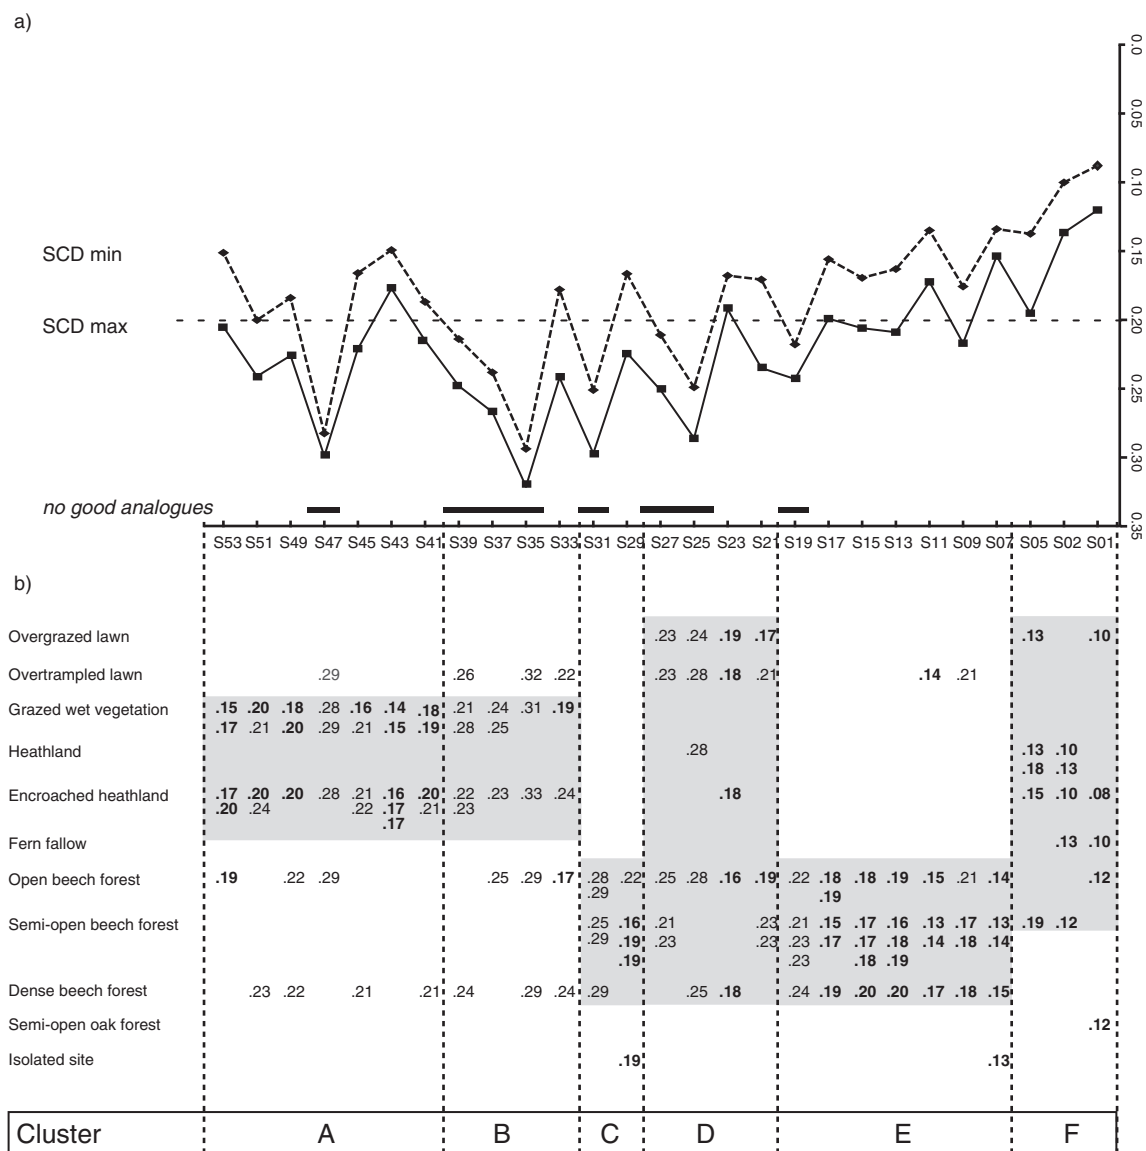 a)
0.0
0.05
0.10
0.15
0.20
0.25
0.30
0.35
SCD min
SCD max
no good analogues
S53 S51 S49 S47 S45 S43 S41 S39 S37 S35 S33 S31 S29 S27 S25 S23 S21 S19 S17 S15 S13 S11 S09 S07 S05 S02 S01
b)
Overgrazed lawn .23 .24 .19 .17 .13 .10
Overtrampled lawn .29 .26 .32 .22 .23 .28 .18 .21 .14 .21
Grazed wet vegetation .15 .20 .18 .28 .16 .14 .18 .21 .24 .31 .19
.17 .21 .20 .29 .21 .15 .19 .28 .25
Heathland .28 .13 .10
.18 .13
Encroached heathland .17 .20 .20 .28 .21 .16 .20 .22 .23 .33 .24 .18 .15 .10 .08
.20 .24 .22 .17 .21 .23
.17
Fern fallow .13 .10
Open beech forest .19 .22 .29 .25 .29 .17 .28 .22 .25 .28 .16 .19 .22 .18 .18 .19 .15 .21 .14 .12
.29 .19
Semi-open beech forest .25 .16 .21 .23 .21 .15 .17 .16 .13 .17 .13 .19 .12
.29 .19 .23 .23 .23 .17 .17 .18 .14 .18 .14
.19 .23 .18 .19
Dense beech forest .23 .22 .21 .21 .24 .29 .24 .29 .25 .18 .24 .19 .20 .20 .17 .18 .15
Semi-open oak forest .12
Isolated site .19 .13
Cluster A B C D E F